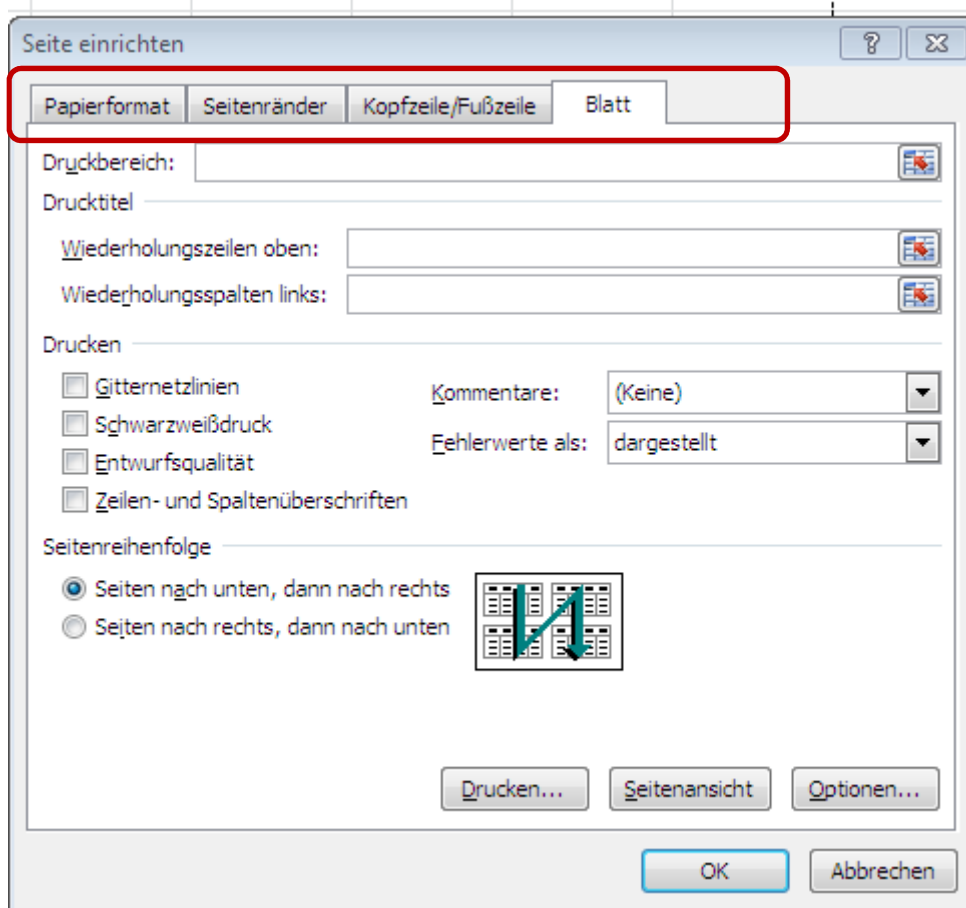 Seite einrichten
Papierformat Seitenränder Kopfzeile/Fußzeile Blatt
Druckbereich:
Drucktitel
Wiederholungszeilen oben:
Wiederholungsspalten links:
Drucken
Gitternetzlinien Kommentare: (Keine)
Schwarzweißdruck
Fehlerwerte als: dargestellt
Entwurfsqualität
Zeilen- und Spaltenüberschriften
Seitenreihenfolge
Seiten nach unten, dann nach rechts
Seiten nach rechts, dann nach unten
Drucken... Seitenansicht Optionen...
OK Abbrechen